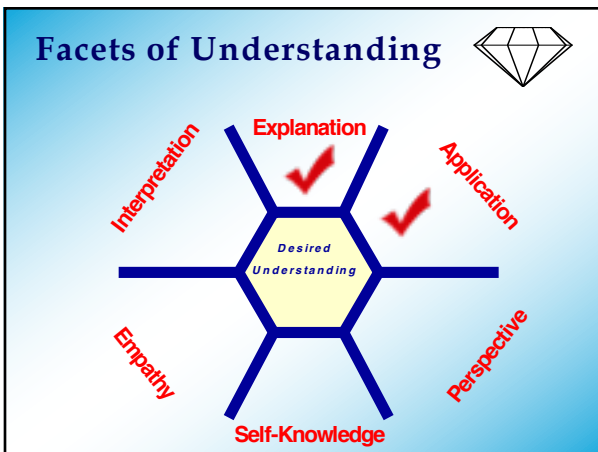 Facets of Understanding
Explanation
Interpretation
Application
Desired
Understanding
Empathy
Perspective
Self-Knowledge